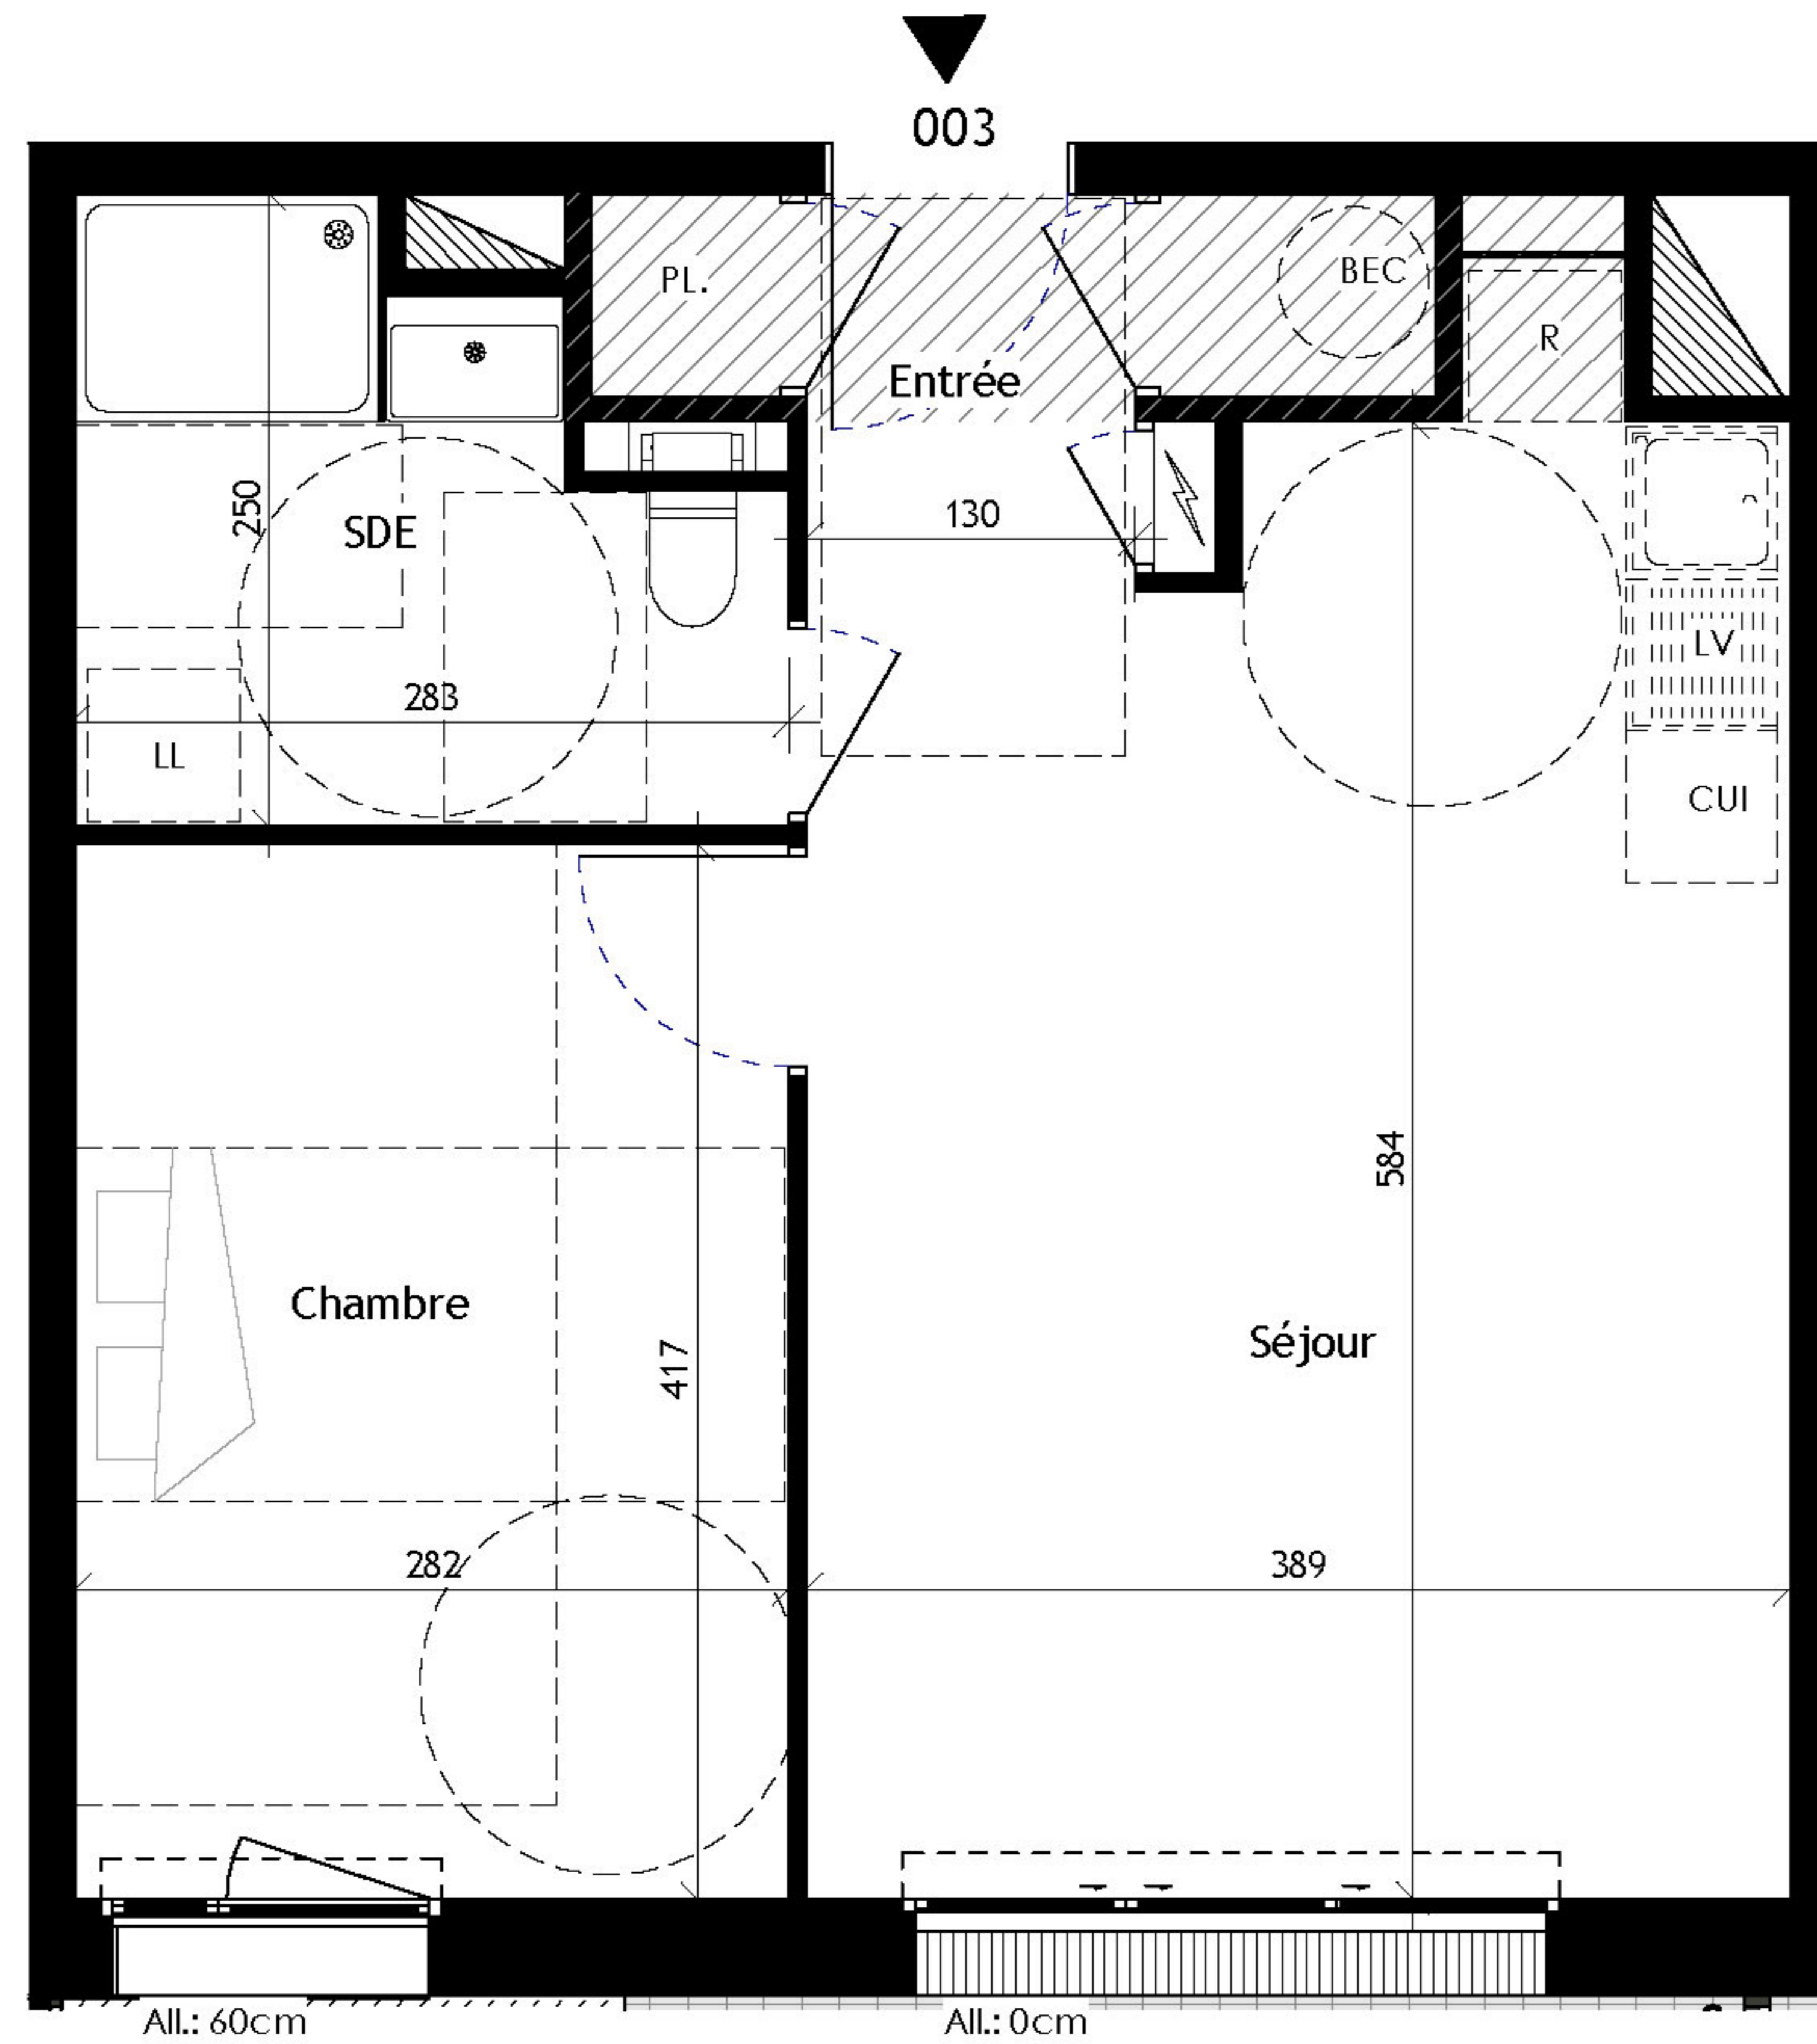 003
PL.
BEC
R
Entrée
130
250
SDE
283
LV
LL
CUI
584
Chambre
Séjour
417
282
389
All.: 60cm
All.: 0cm